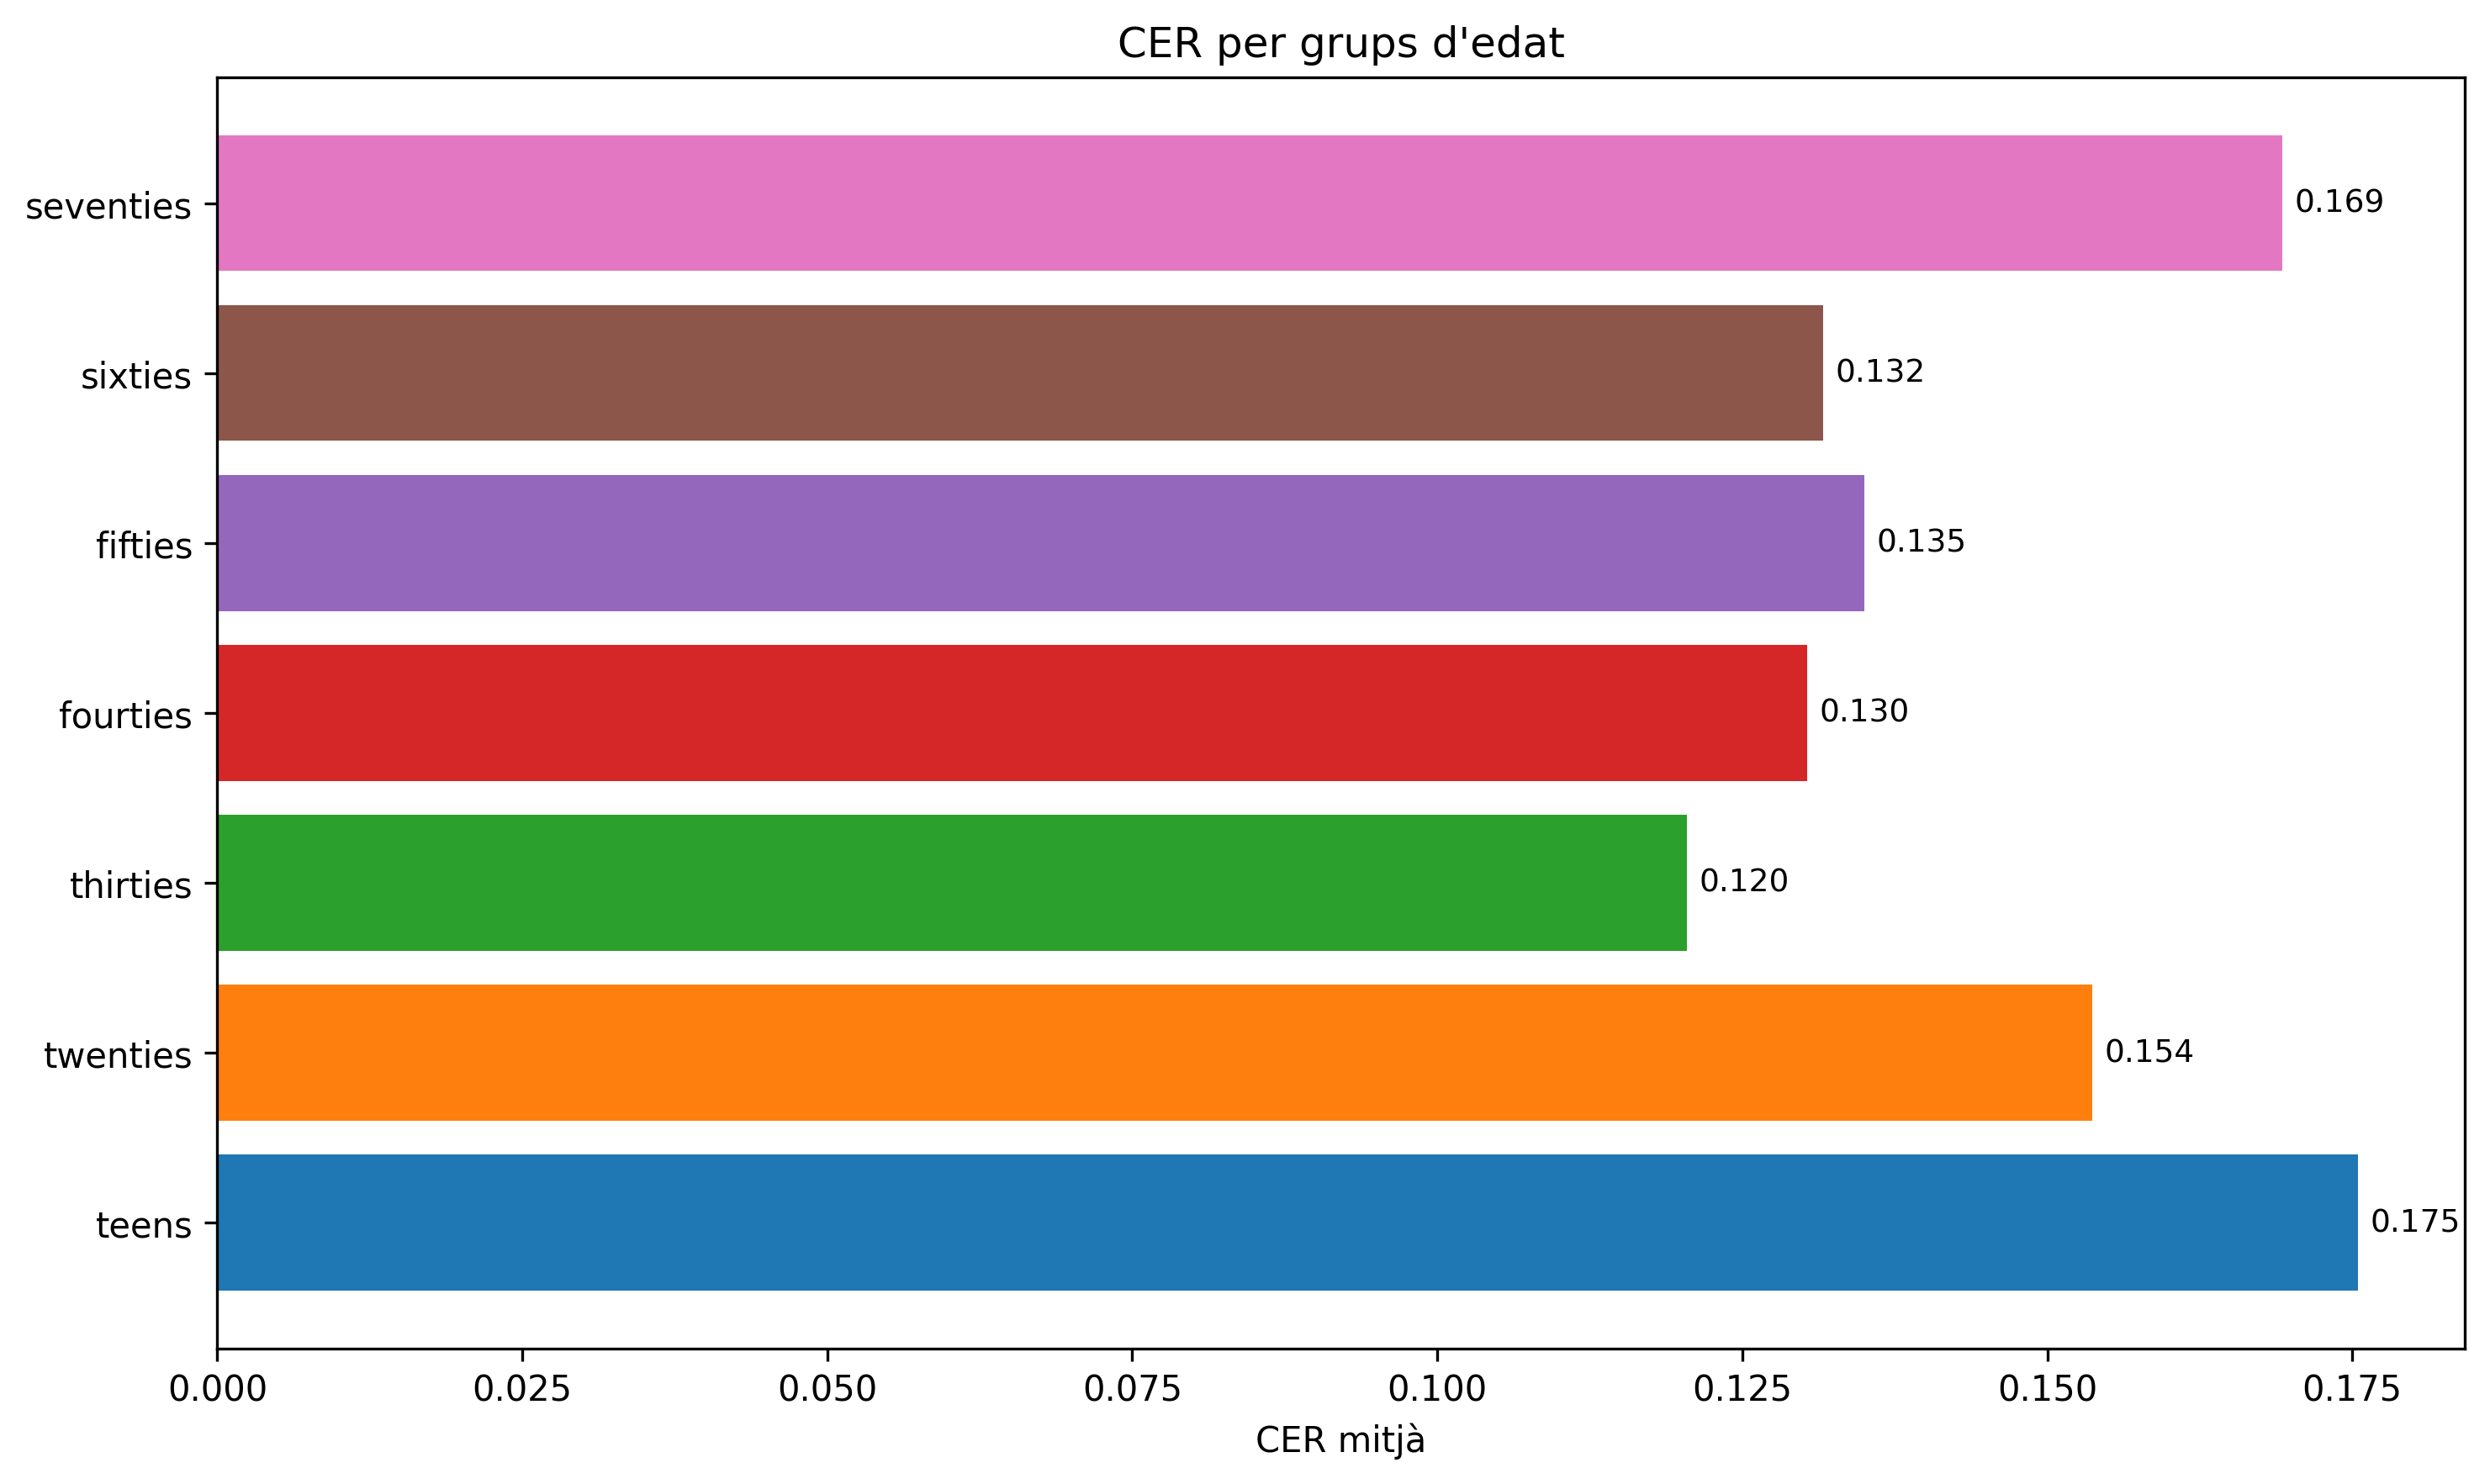 CER per grups d'edat
seventies
0.169
sixties
0.132
fifties
0.135
fourties
0.130
thirties
0.120
twenties
0.154
teens
0.175
0.000 0.025 0.050 0.075 0.100 0.125 0.150 0.175
CER mitjà